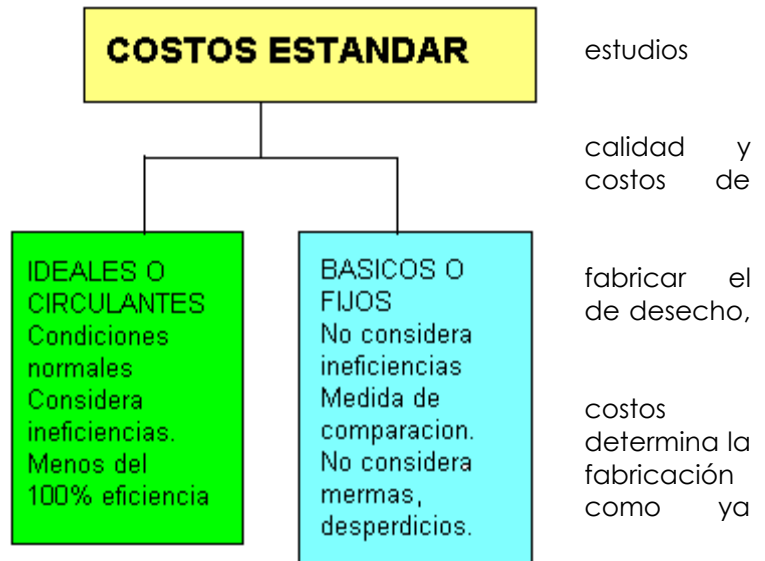 COSTOS ESTANDAR
IDEALES O
CIRCULANTES
Condiciones
normales
Considera
ineficiencias.
Menos del
100% eficiencia
BASICOS O
FIJOS
No considera
ineficiencias
Medida de
comparacion.
No considera
mermas,
desperdicios.
estudios
calidad y
costos de
fabricar el
de desecho,
costos
determina la
fabricación
como ya